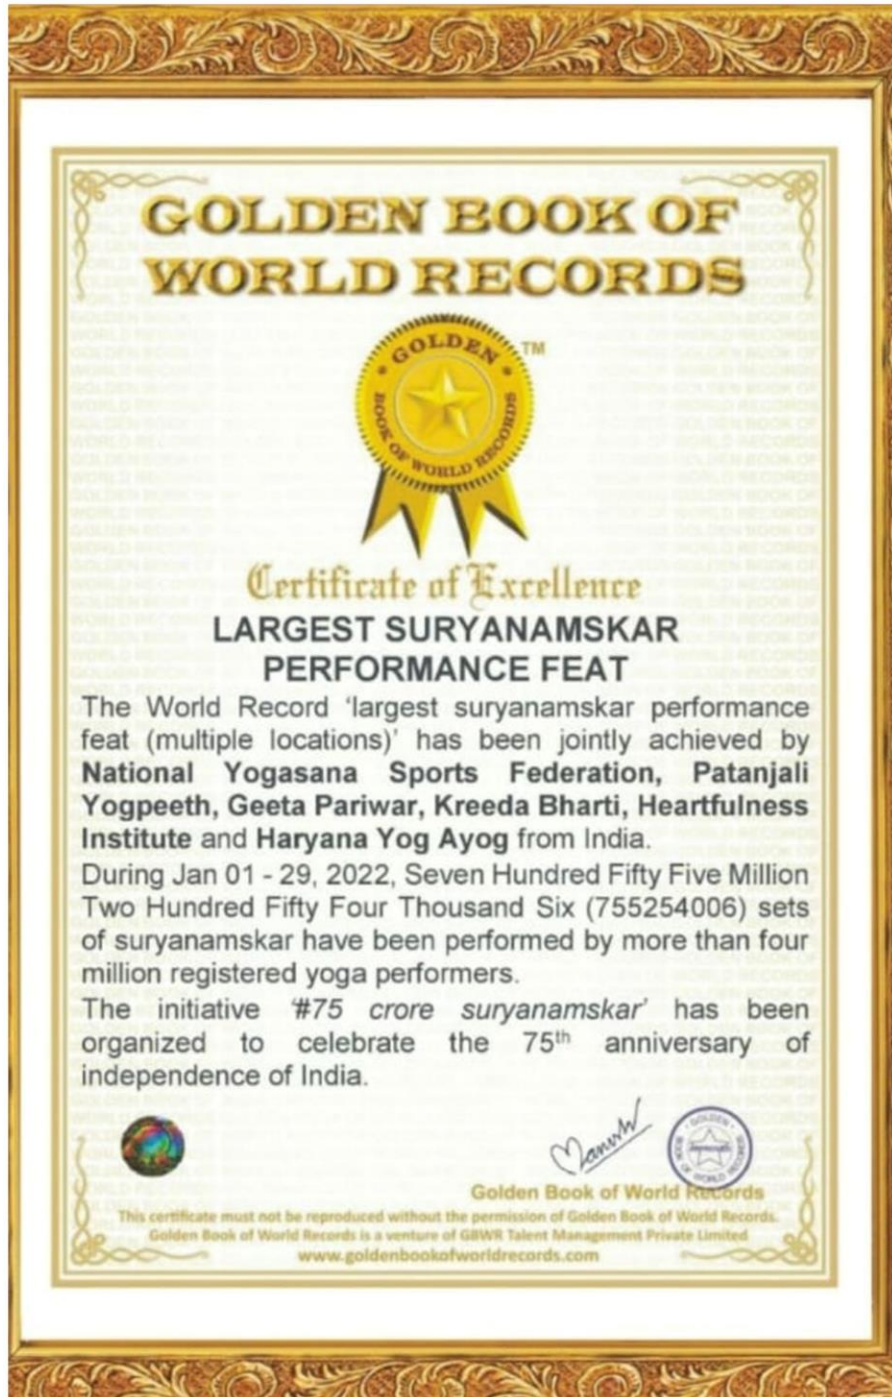 GOLDEN BOOK OF
WORLD RECORDS
GOLDEN
BOOK OF WORLD RECORDS
TM
Certificate of Excellence
LARGEST SURYANAMSKAR
PERFORMANCE FEAT
The World Record ‘largest suryanamskar performance
feat (multiple locations)’ has been jointly achieved by
National Yogasana Sports Federation, Patanjali
Yogpeeth, Geeta Pariwar, Kreeda Bharti, Heartfulness
Institute and Haryana Yog Ayog from India.
During Jan 01 - 29, 2022, Seven Hundred Fifty Five Million
Two Hundred Fifty Four Thousand Six (755254006) sets
of suryanamskar have been performed by more than four
million registered yoga performers.
The initiative ‘#75 crore suryanamskar’ has been
organized to celebrate the 75th anniversary of
independence of India.
Manish
GOLDEN
BOOK OF WORLD RECORDS
Golden Book of World Records
This certificate must not be reproduced without the permission of Golden Book of World Records.
Golden Book of World Records is a venture of GBWR Talent Management Private Limited
www.goldenbookofworldrecords.com